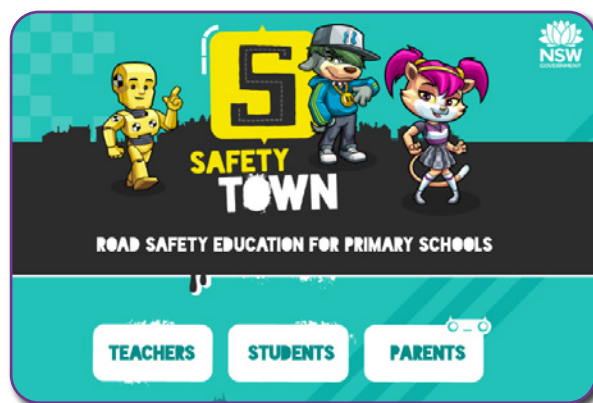 S
NSW
GOVERNMENT
SAFETY
TOWN
ROAD SAFETY EDUCATION FOR PRIMARY SCHOOLS
TEACHERS STUDENTS PARENTS